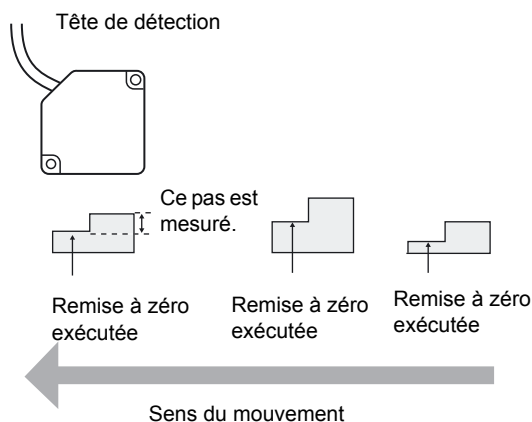 Tête de détection
Ce pas est
mesuré.
Remise à zéro
exécutée
Remise à zéro
exécutée
Remise à zéro
exécutée
Sens du mouvement